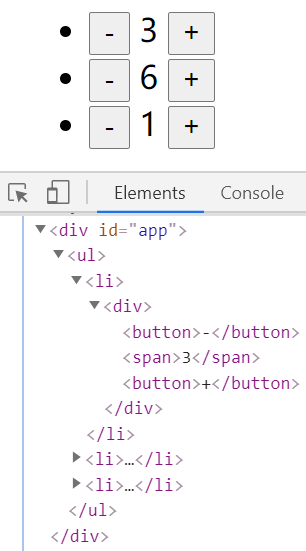 - 3 +
- 6 +
- 1 +
Elements Console
<div id="app">
<ul>
<li>
<div>
<button>-</button>
<span>3</span>
<button>+</button>
</div>
</li>
<li>…</li>
<li>…</li>
</ul>
</div>